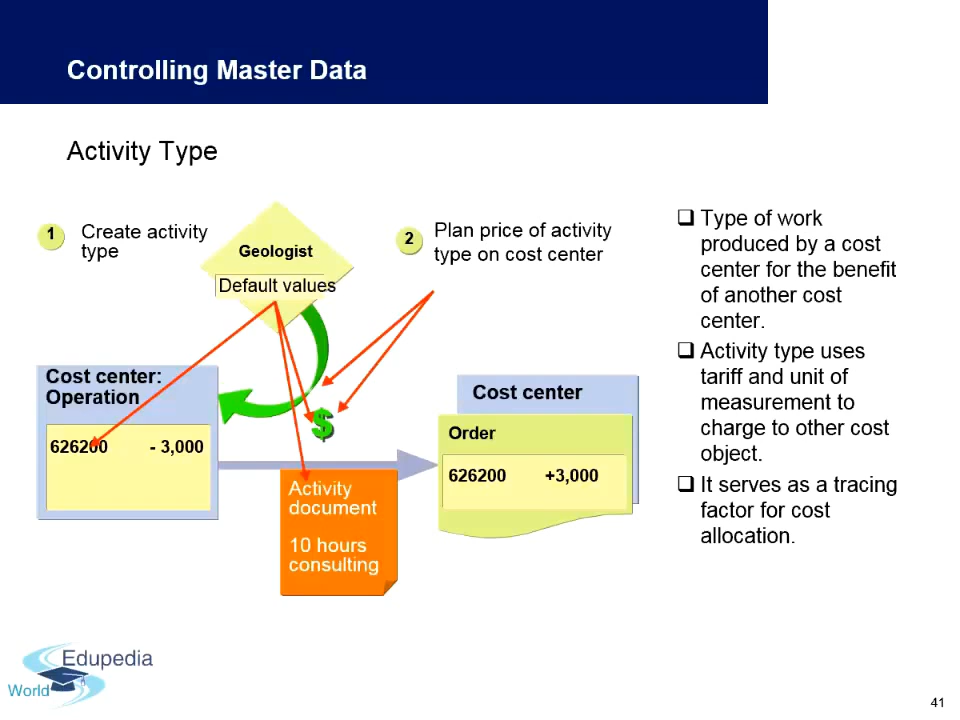 Controlling Master Data
Activity Type
1
Create activity
type
Geologist
Default values
2
Plan price of activity
type on cost center
Cost center:
Operation
626200 - 3,000
$
Activity
document
10 hours
consulting
Cost center
Order
626200 +3,000
Type of work
produced by a cost
center for the benefit
of another cost
center.
Activity type uses
tariff and unit of
measurement to
charge to other cost
object.
It serves as a tracing
factor for cost
allocation.
Edupedia
World
41